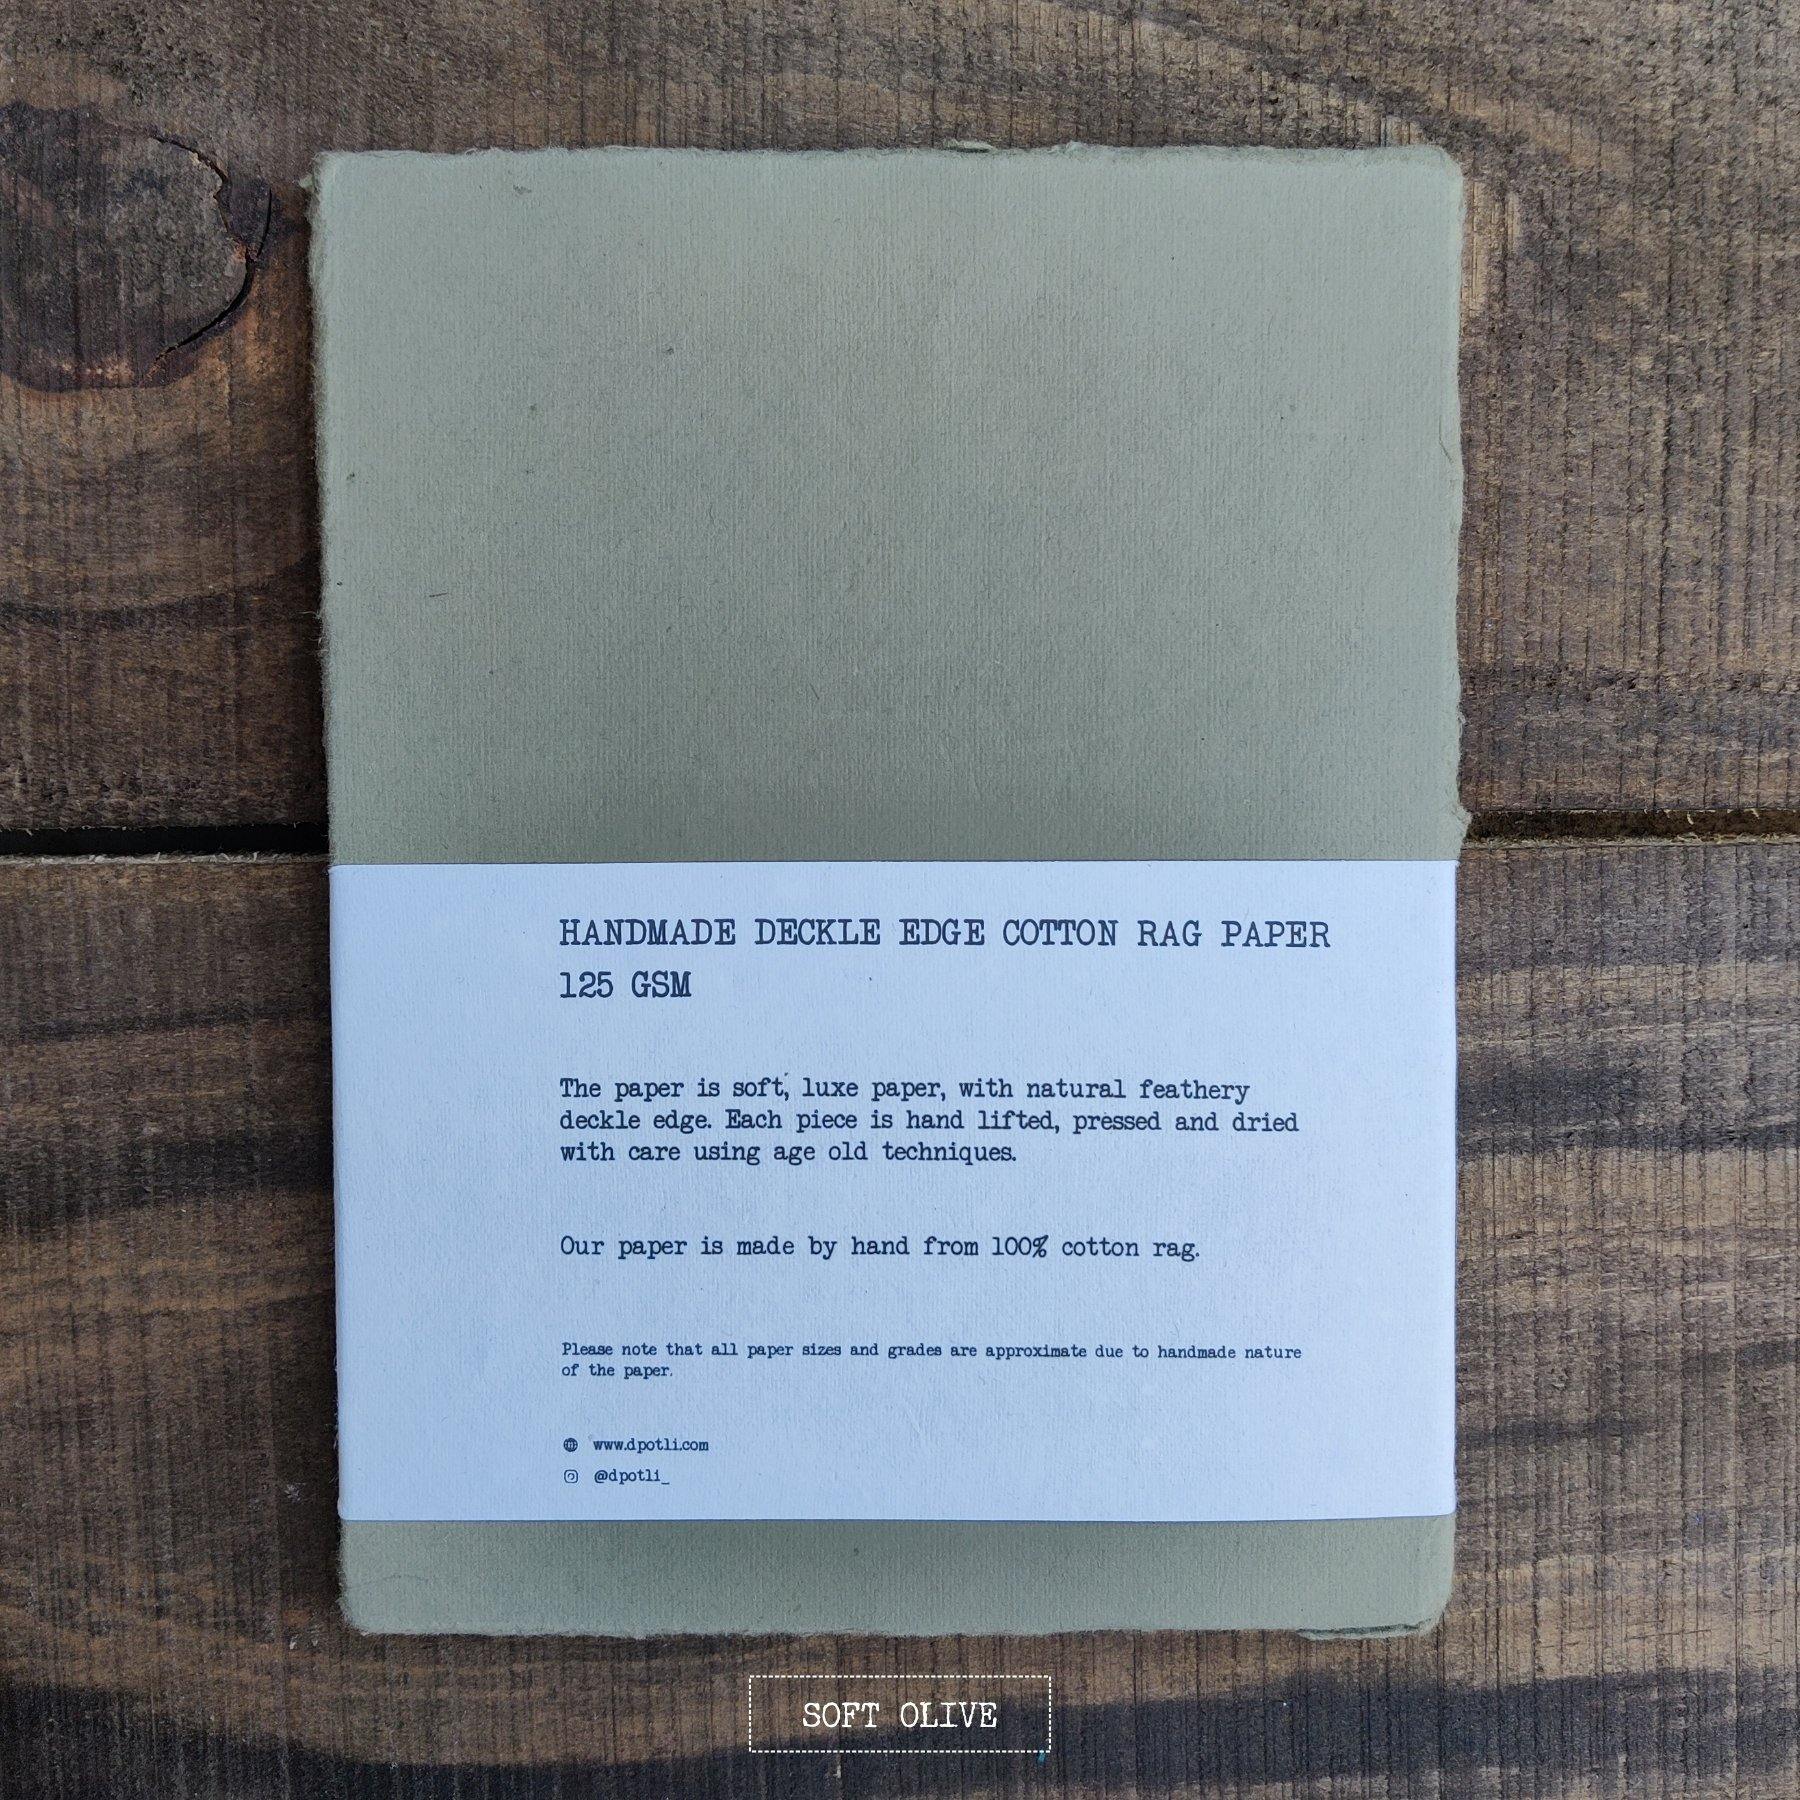 HANDMADE DECKLE EDGE COTTON RAG PAPER
125 GSM
The paper is soft, luxe paper, with natural feathery
deckle edge. Each piece is hand lifted, pressed and dried
with care using age old techniques.
Our paper is made by hand from 100% cotton rag.
Please note that all paper sizes and grades are approximate due to handmade nature
of the paper.
www.dpotli.com
@dpotli_
SOFT OLIVE